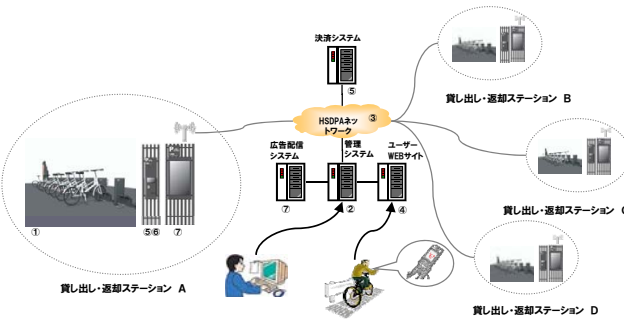 決済システム
⑤
HSDPAネッ
トワーク
③
貸し出し・返却ステーション B
広告配信
システム
管理
システム
ユーザー
WEBサイト
⑦
②
④
①
⑤⑥
⑦
貸し出し・返却ステーション A
貸し出し・返却ステーション C
貸し出し・返却ステーション D